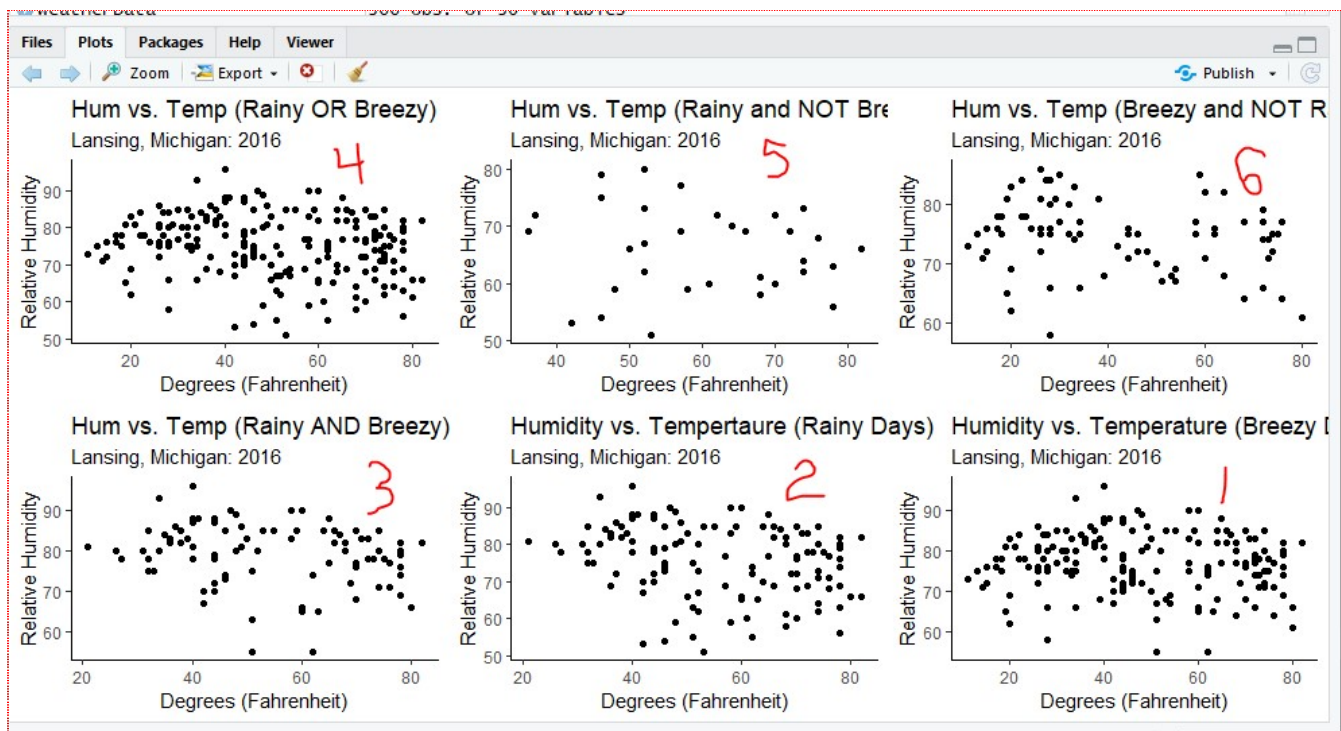 Files Plots Packages Help Viewer
Zoom Export Publish
Hum vs. Temp (Rainy OR Breezy)
Lansing, Michigan: 2016
4
Relative Humidity
90
80
70
60
50
20 40 60 80
Degrees (Fahrenheit)
Hum vs. Temp (Rainy and NOT Bre
Lansing, Michigan: 2016
5
Relative Humidity
80
70
60
50
40 50 60 70 80
Degrees (Fahrenheit)
Hum vs. Temp (Breezy and NOT R
Lansing, Michigan: 2016
6
Relative Humidity
80
70
60
20 40 60 80
Degrees (Fahrenheit)
Hum vs. Temp (Rainy AND Breezy)
Lansing, Michigan: 2016
3
Relative Humidity
90
80
70
60
20 40 60 80
Degrees (Fahrenheit)
Humidity vs. Tempertaure (Rainy Days)
Lansing, Michigan: 2016
2
Relative Humidity
90
80
70
60
50
20 40 60 80
Degrees (Fahrenheit)
Humidity vs. Temperature (Breezy D
Lansing, Michigan: 2016
1
Relative Humidity
90
80
70
60
20 40 60 80
Degrees (Fahrenheit)